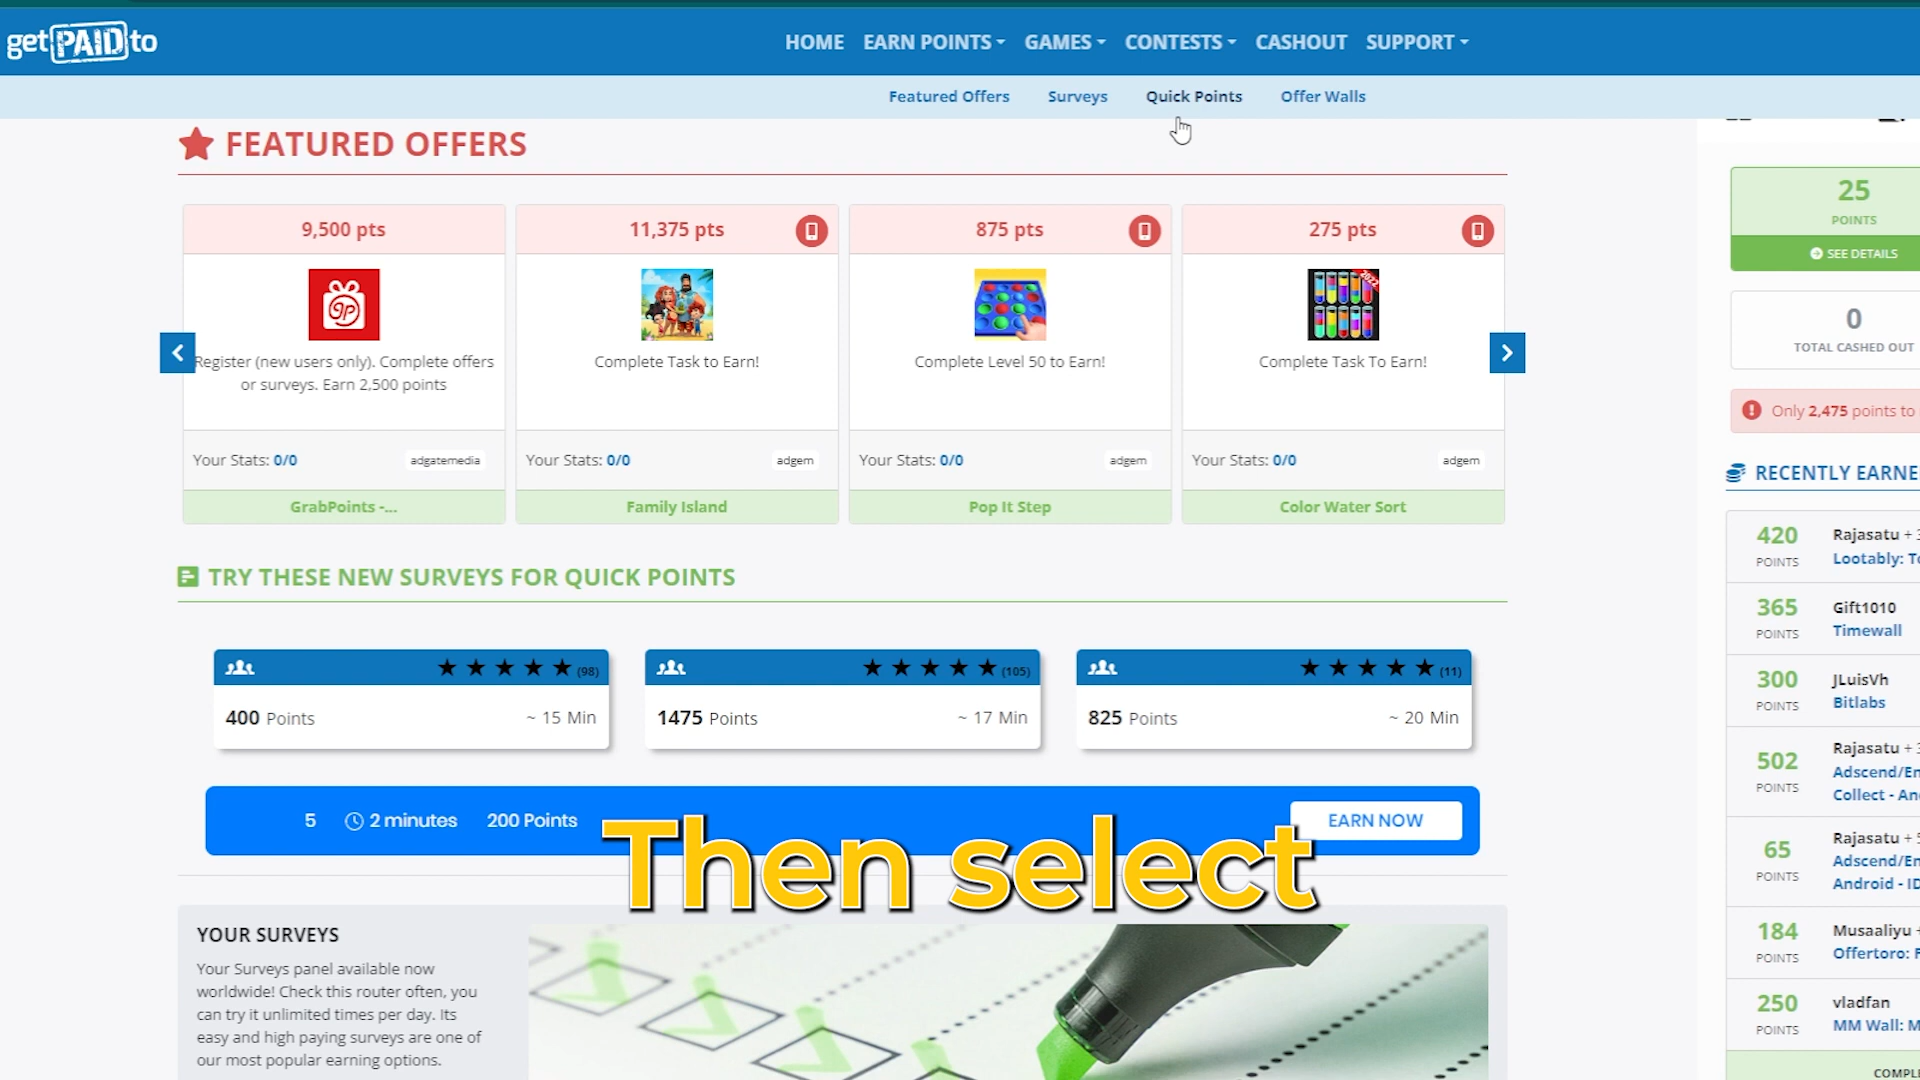 getPAIDto
HOME EARN POINTS GAMES CONTESTS CASHOUT SUPPORT
Featured Offers Surveys Quick Points Offer Walls
FEATURED OFFERS
9,500 pts
Register (new users only). Complete offers
or surveys. Earn 2,500 points
Your Stats: 0/0 adgatemedia
GrabPoints -...
11,375 pts
Complete Task to Earn!
Your Stats: 0/0 adgem
Family Island
875 pts
Complete Level 50 to Earn!
Your Stats: 0/0 adgem
Pop It Step
275 pts
2022
Complete Task To Earn!
Your Stats: 0/0 adgem
Color Water Sort
TRY THESE NEW SURVEYS FOR QUICK POINTS
(98)
400 Points ~ 15 Min
(105)
1475 Points ~ 17 Min
(11)
825 Points ~ 20 Min
5 2 minutes 200 Points EARN NOW
Then select
YOUR SURVEYS
Your Surveys panel available now
worldwide! Check this router often, you
can try it unlimited times per day. Its
easy and high paying surveys are one of
our most popular earning options.
25
POINTS
SEE DETAILS
0
TOTAL CASHED OUT
Only 2,475 points to
RECENTLY EARNE
420 POINTS
Rajasatu + 3
Lootably: To
365 POINTS
Gift1010
Timewall
300 POINTS
JLuisVh
Bitlabs
502 POINTS
Rajasatu + 3
Adscend/En
Collect - An
65 POINTS
Rajasatu + 5
Adscend/En
Android - ID
184 POINTS
Musaaliyu +
Offertoro: F
250 POINTS
vladfan
MM Wall: M
COMPLE